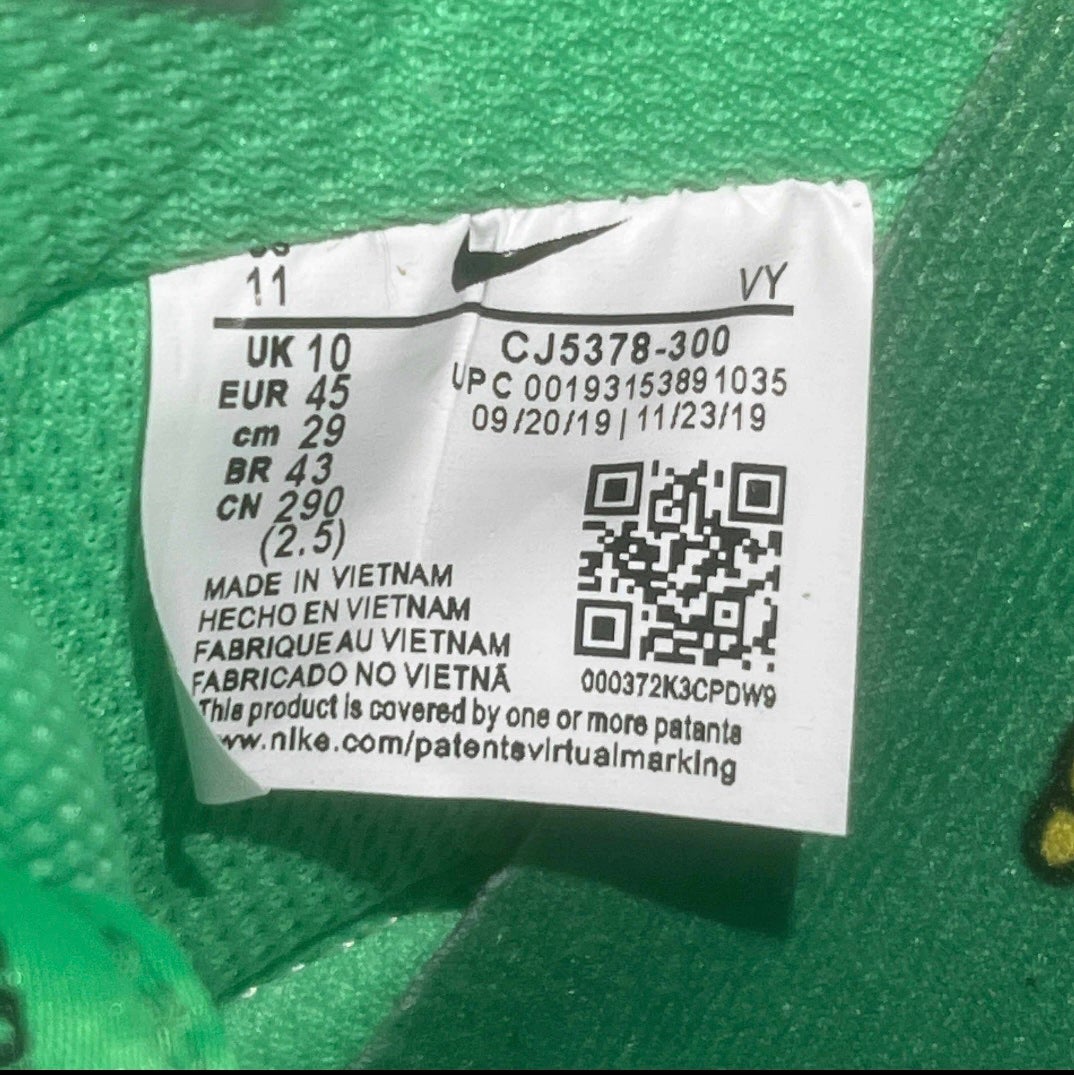 US
11
VY
UK 10
EUR 45
cm 29
BR 43
CN 290
(2.5)
CJ5378-300
UPC 00193153891035
09/20/19 | 11/23/19
MADE IN VIETNAM
HECHO EN VIETNAM
FABRIQUE AU VIETNAM
FABRICADO NO VIETNÃ
000372K3CPDW9
This product is covered by one or more patents
www.nike.com/patentsvirtualmarking